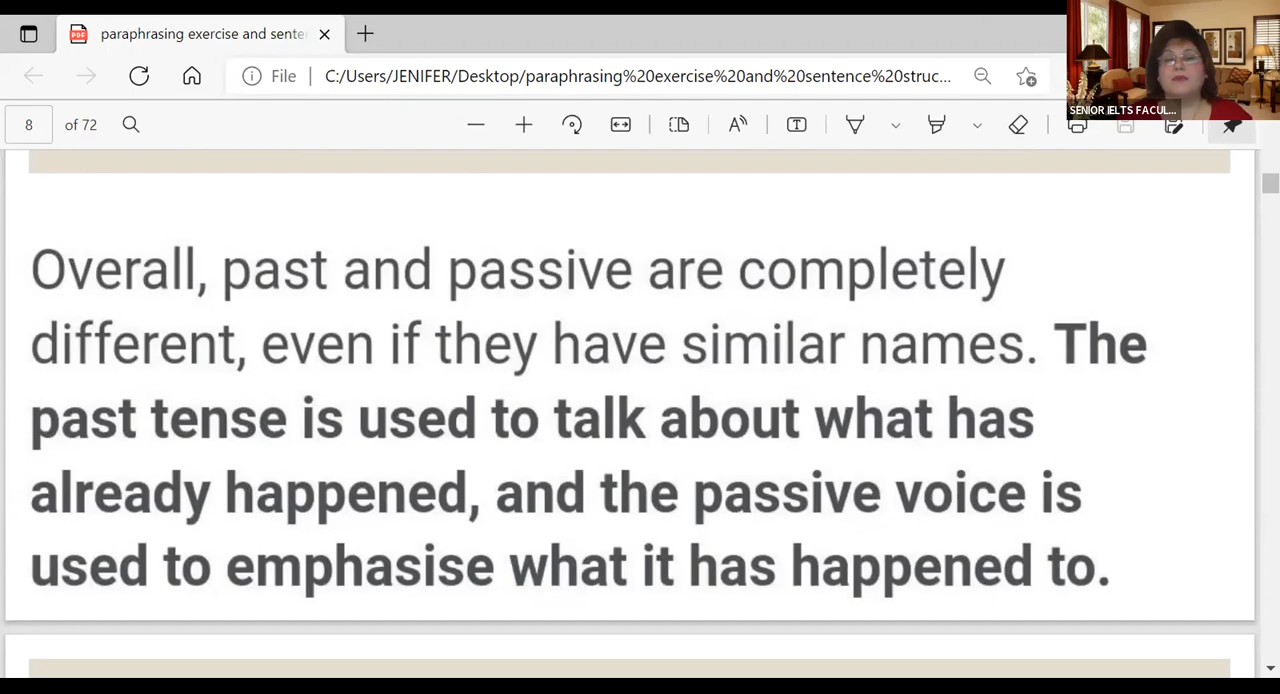 paraphrasing exercise and sente
File
C:/Users/JENIFER/Desktop/paraphrasing%20exercise%20and%20sentence%20struc...
SENIOR IELTS FACUL...
8 of 72
Overall, past and passive are completely
different, even if they have similar names. The
past tense is used to talk about what has
already happened, and the passive voice is
used to emphasise what it has happened to.